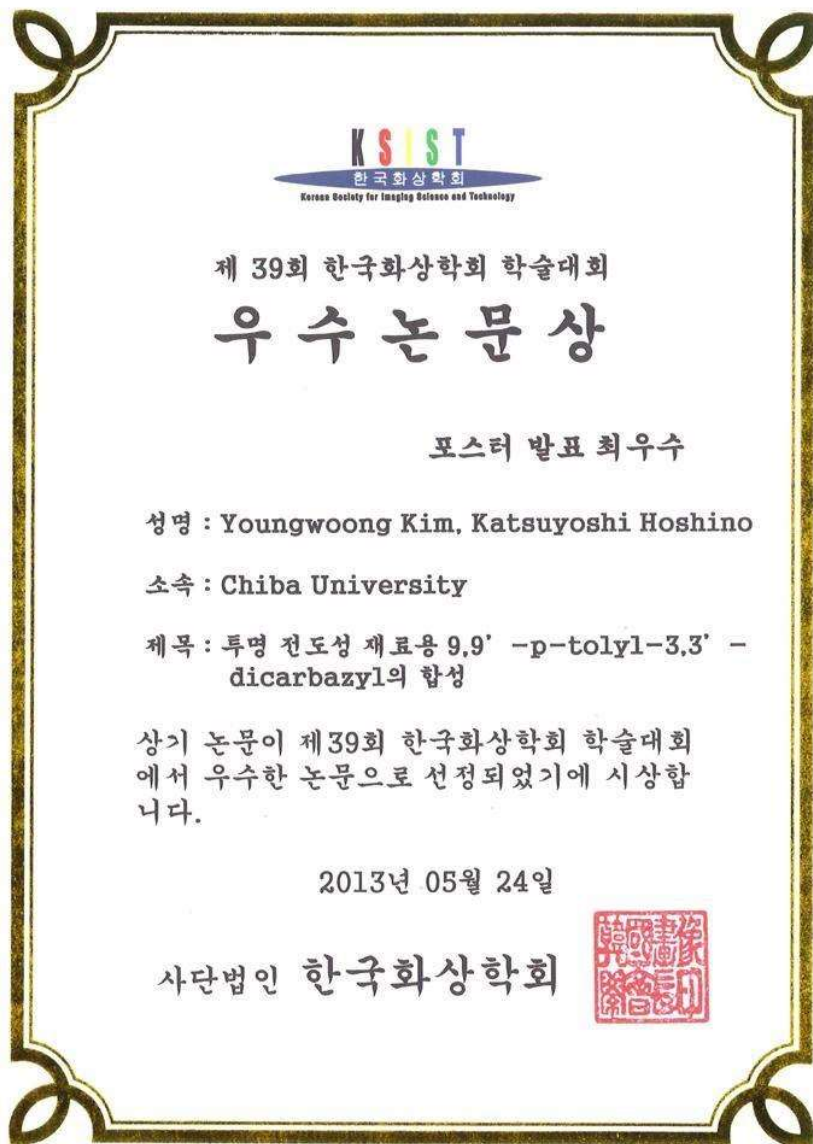 KSIST
한국화상학회
Korean Society for Imaging Science and Technology
제 39회 한국화상학회 학술대회
우수논문상
포스터 발표 최우수
성명 : Youngwoong Kim, Katsuyoshi Hoshino
소속 : Chiba University
제목 : 투명 전도성 재료용 9,9’ -p-tolyl-3,3’ -
dicarbazyl의 합성
상기 논문이 제39회 한국화상학회 학술대회
에서 우수한 논문으로 선정되었기에 시상합
니다.
2013년 05월 24일
사단법인 한국화상학회